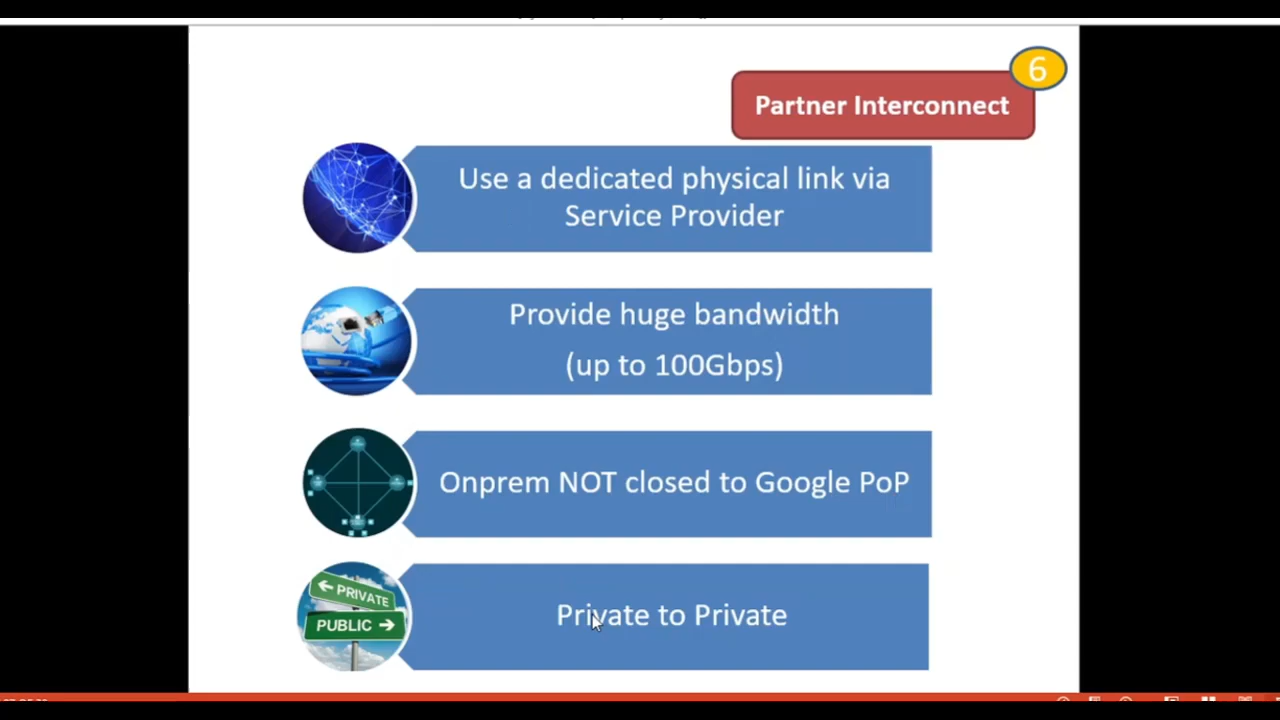 6
Partner Interconnect
Use a dedicated physical link via
Service Provider
Provide huge bandwidth
(up to 100Gbps)
Onprem NOT closed to Google PoP
← PRIVATE
PUBLIC →
Private to Private